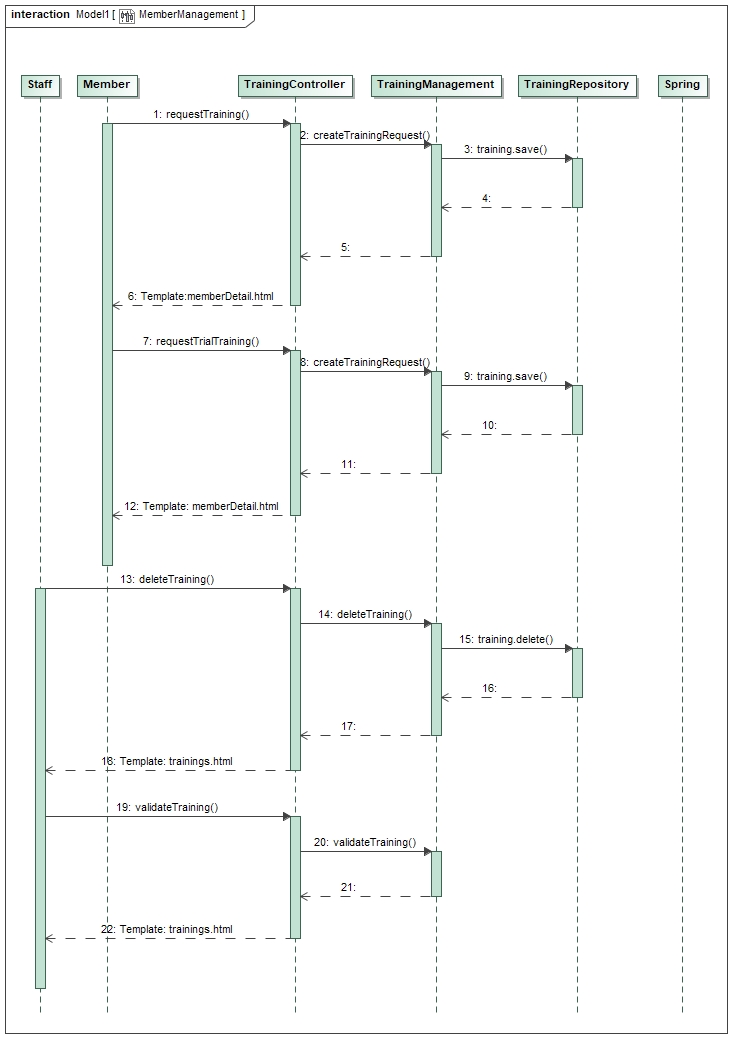 interaction Model1 [ MemberManagement ]
Staff Member TrainingController TrainingManagement TrainingRepository Spring
1: requestTraining()
2: createTrainingRequest()
3: training.save()
4:
5:
6: Template:memberDetail.html
7: requestTrialTraining()
8: createTrainingRequest()
9: training.save()
10:
11:
12: Template: memberDetail.html
13: deleteTraining()
14: deleteTraining()
15: training.delete()
16:
17:
18: Template: trainings.html
19: validateTraining()
20: validateTraining()
21:
22: Template: trainings.html